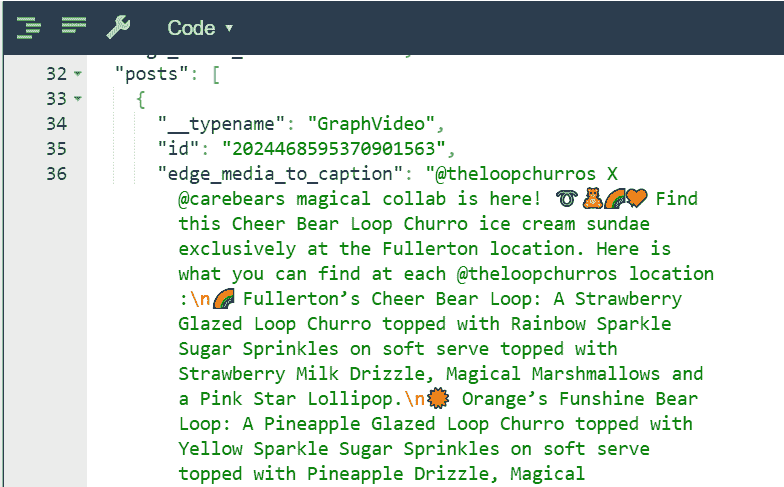 Code ▾
32 "posts": [
33 {
34 "__typename": "GraphVideo",
35 "id": "2024468595370901563",
36 "edge_media_to_caption": "@theloopchurros X
@carebears magical collab is here! ➰🧸🌈🧡 Find
this Cheer Bear Loop Churro ice cream sundae
exclusively at the Fullerton location. Here is
what you can find at each @theloopchurros location
:\n🌈 Fullerton’s Cheer Bear Loop: A Strawberry
Glazed Loop Churro topped with Rainbow Sparkle
Sugar Sprinkles on soft serve topped with
Strawberry Milk Drizzle, Magical Marshmallows and
a Pink Star Lollipop.\n☀ Orange’s Funshine Bear
Loop: A Pineapple Glazed Loop Churro topped with
Yellow Sparkle Sugar Sprinkles on soft serve
topped with Pineapple Drizzle, Magical